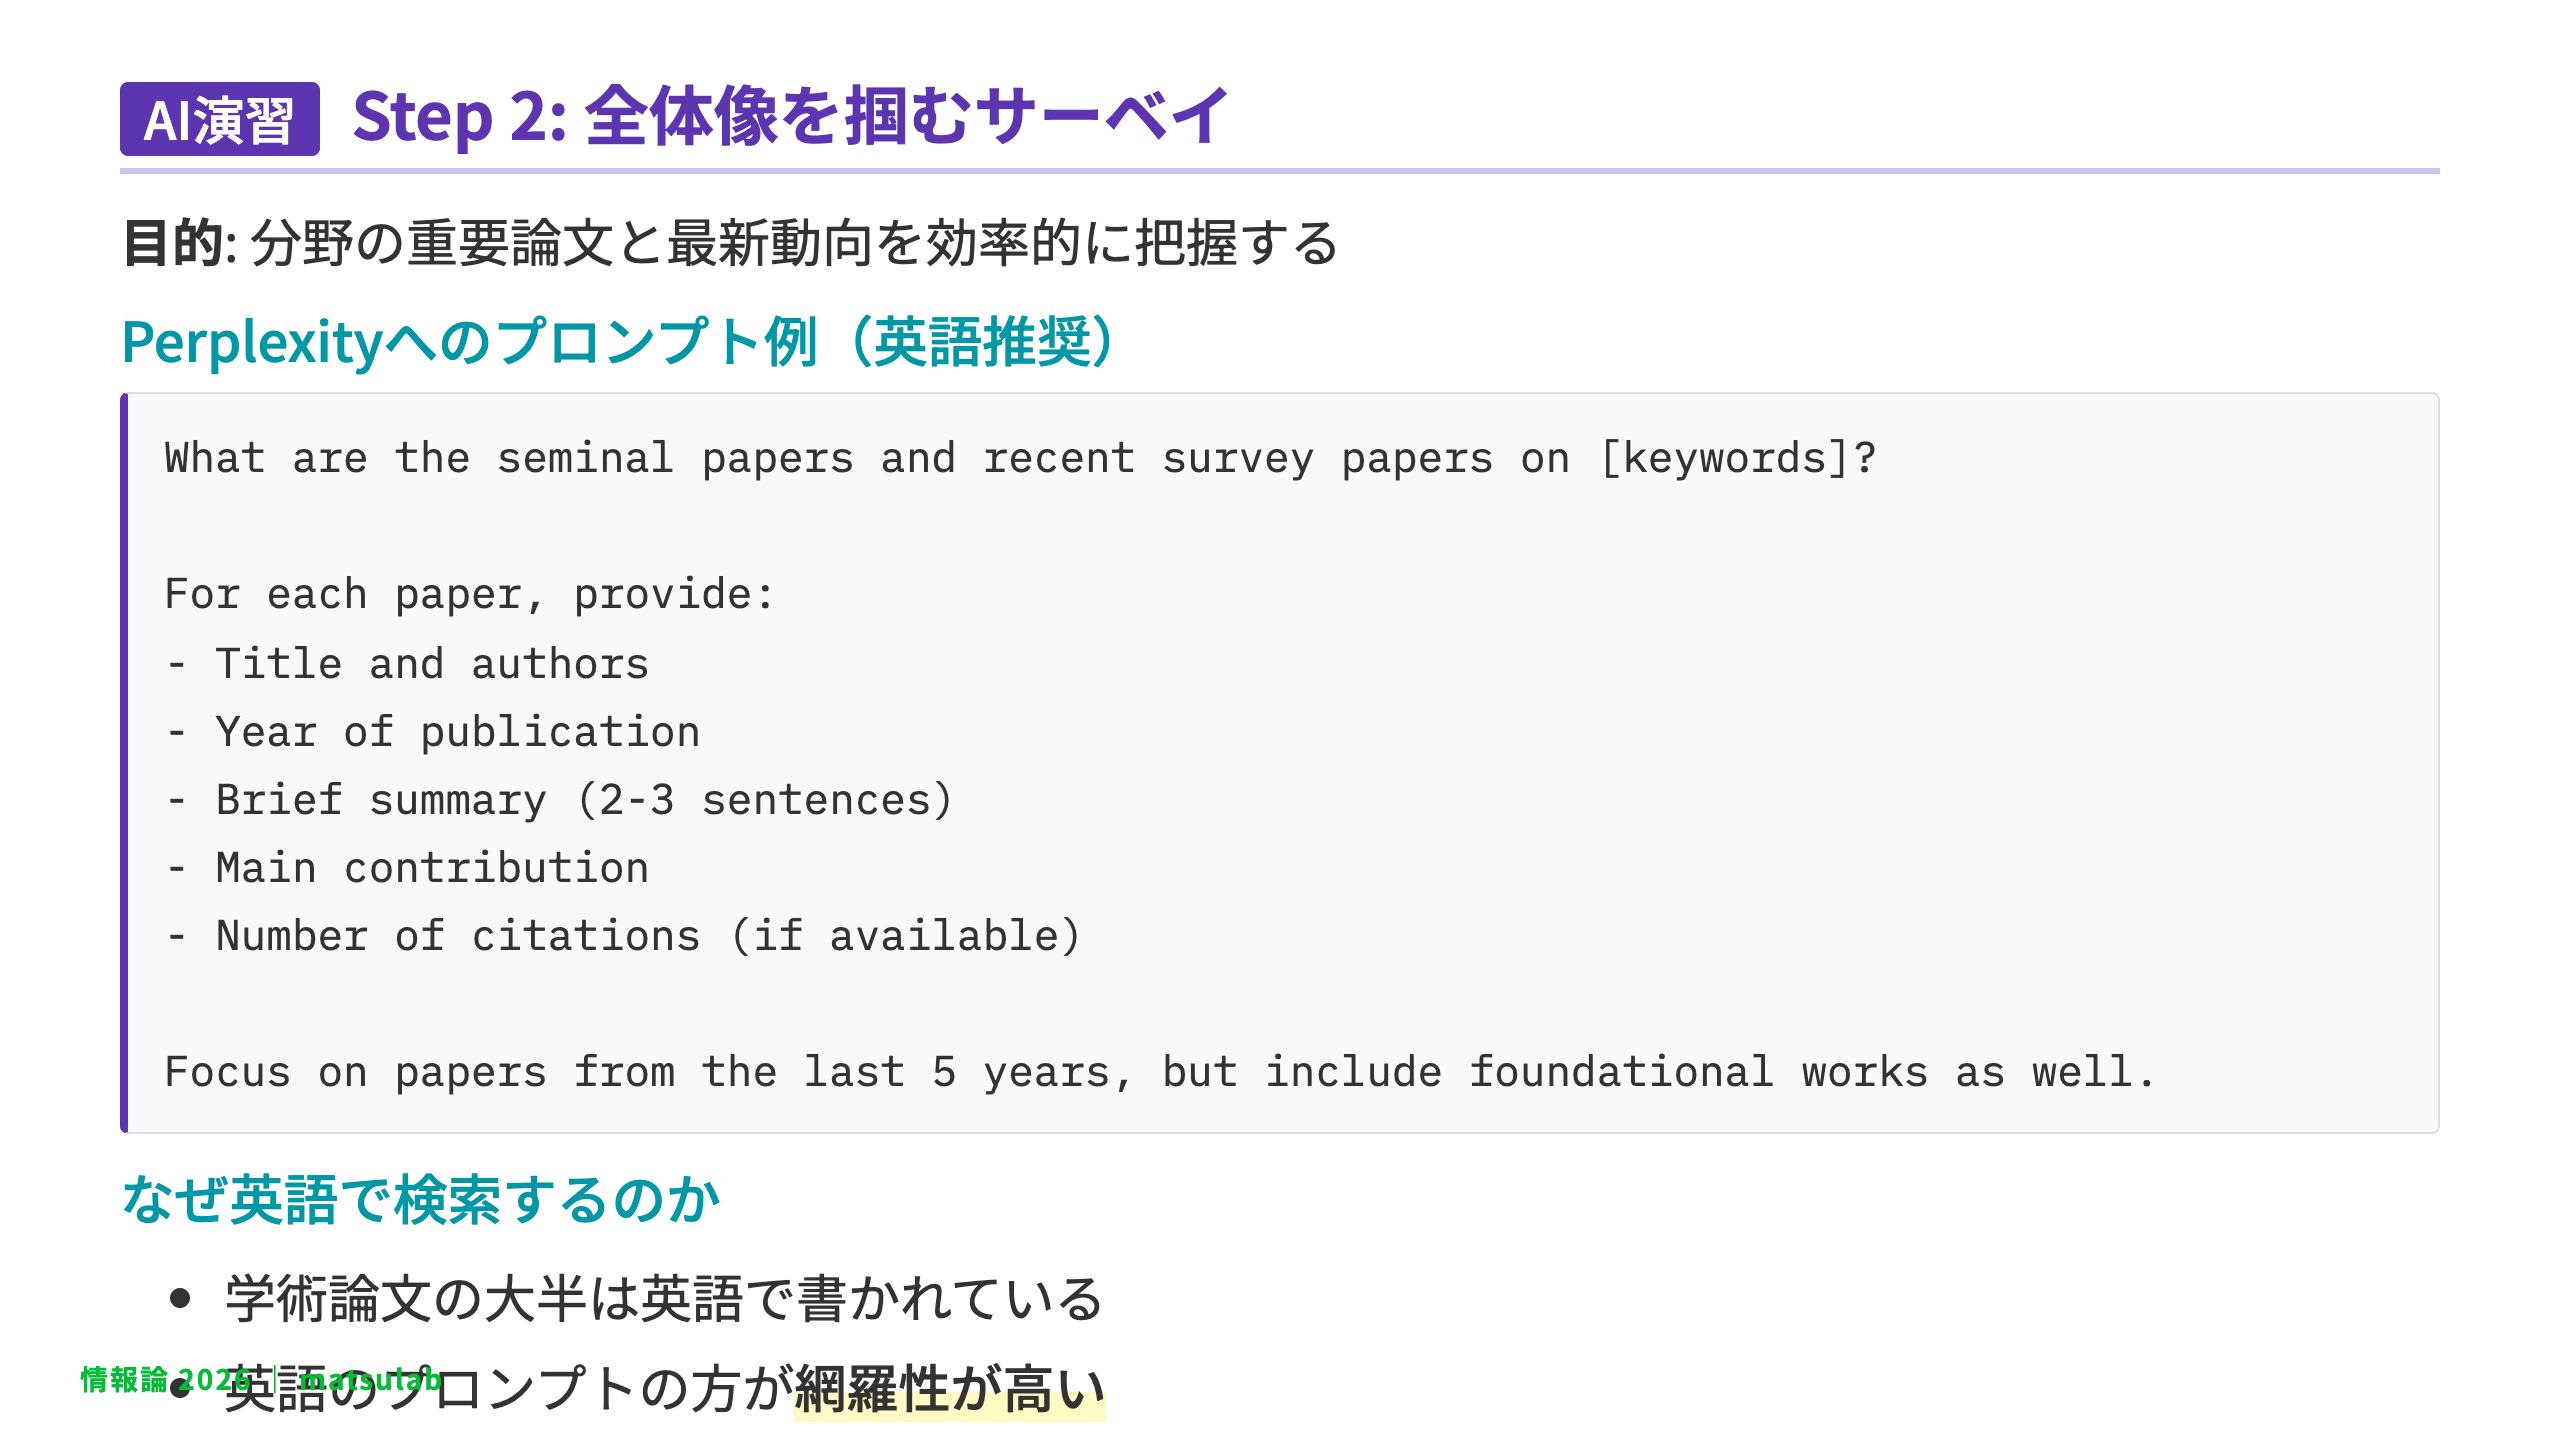 AI演習 Step 2: 全体像を掴むサーベイ
目的: 分野の重要論文と最新動向を効率的に把握する
Perplexityへのプロンプト例（英語推奨）
What are the seminal papers and recent survey papers on [keywords]?
For each paper, provide:
- Title and authors
- Year of publication
- Brief summary (2-3 sentences)
- Main contribution
- Number of citations (if available)
Focus on papers from the last 5 years, but include foundational works as well.
なぜ英語で検索するのか
• 学術論文の大半は英語で書かれている
• 英語のプロンプトの方が網羅性が高い
情報論 2026 | matsulab